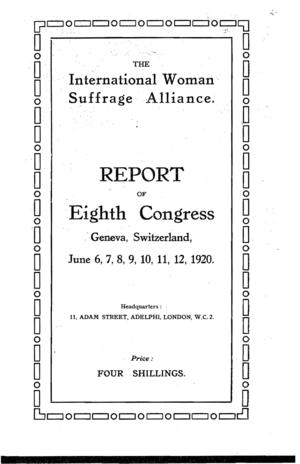 THE
International Woman
Suffrage Alliance.
REPORT
OF
Eighth Congress
Geneva, Switzerland,
June 6, 7, 8, 9, 10, 11, 12, 1920.
Headquarters :
11, ADAM STREET, ADELPHI, LONDON, W.C. 2.
Price :
FOUR SHILLINGS.